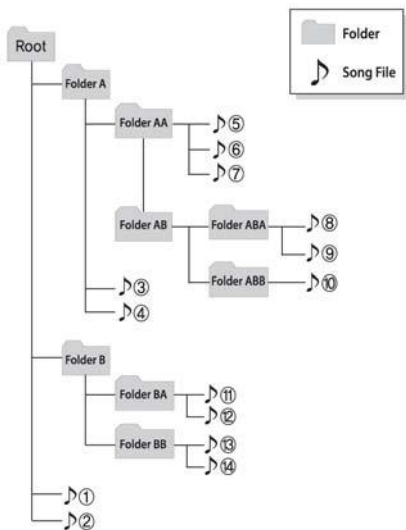 Folder
Song File
Root
Folder A
Folder AA
⑤
⑥
⑦
Folder AB
Folder ABA
⑧
⑨
Folder ABB
⑩
③
④
Folder B
Folder BA
⑪
⑫
Folder BB
⑬
⑭
①
②